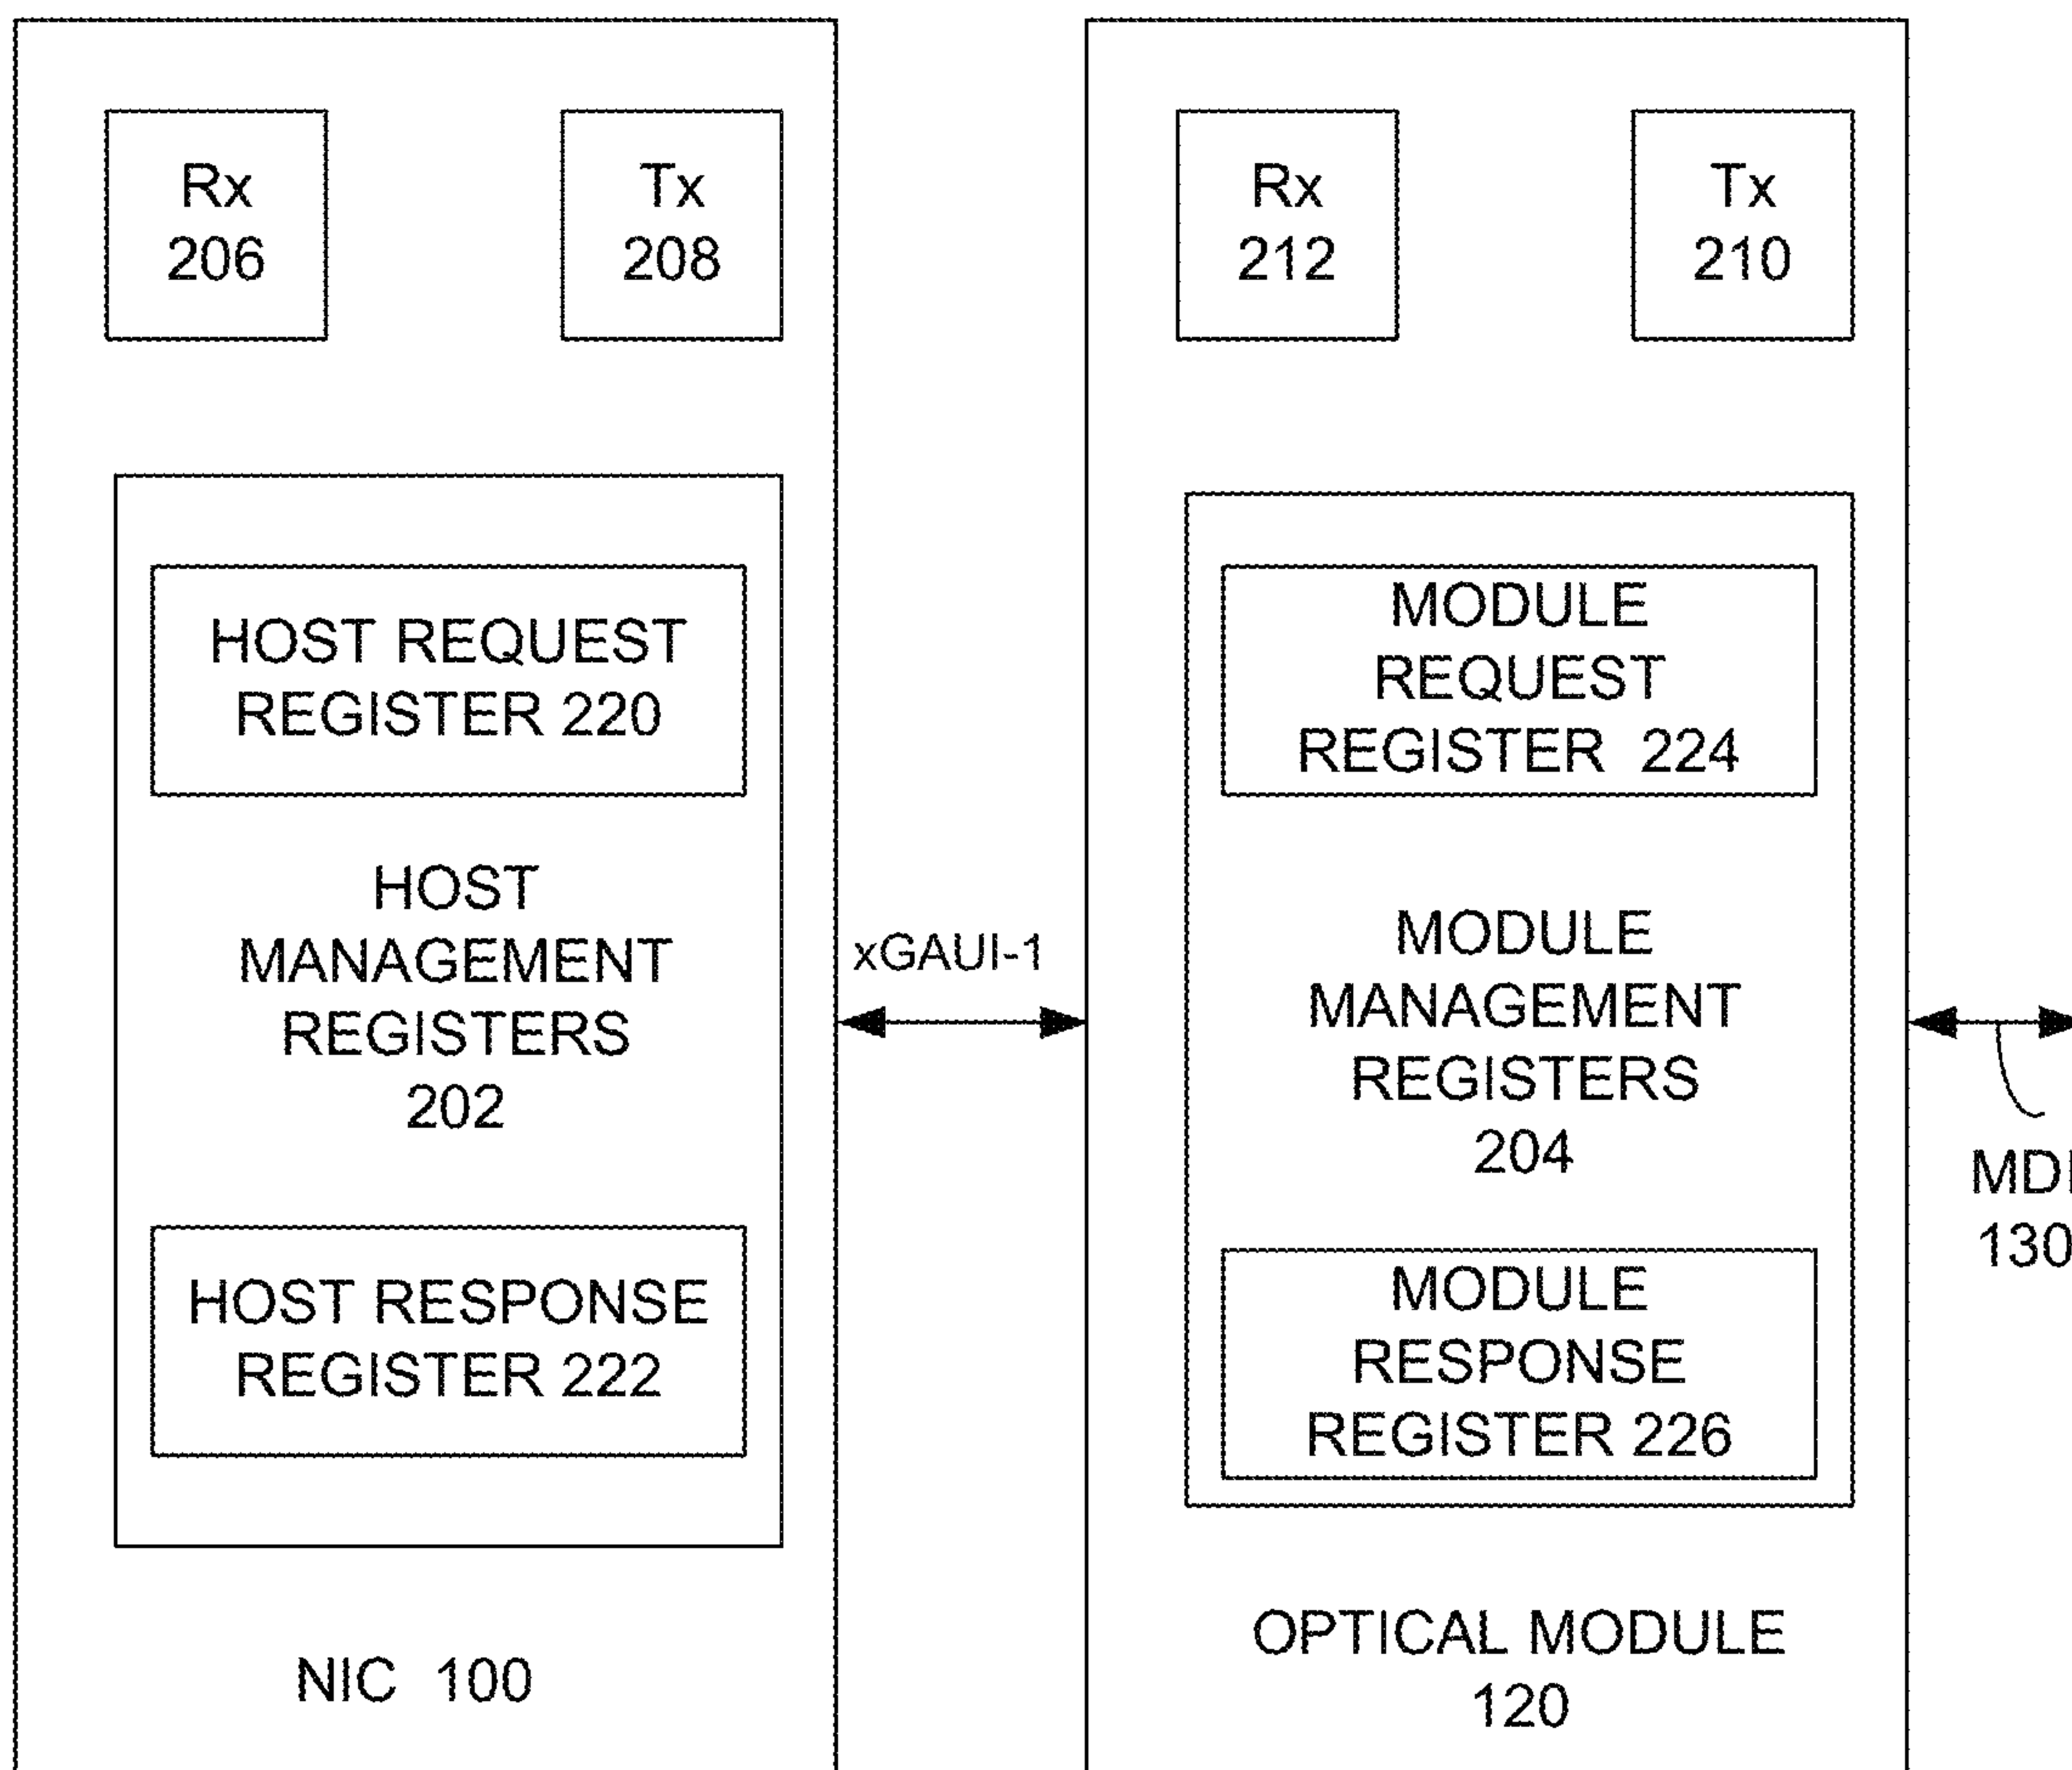 Rx
206
Tx
208
HOST REQUEST
REGISTER 220
HOST
MANAGEMENT
REGISTERS
202
HOST RESPONSE
REGISTER 222
NIC 100
xGAUI-1
Rx
212
Tx
210
MODULE
REQUEST
REGISTER 224
MODULE
MANAGEMENT
REGISTERS
204
MODULE
RESPONSE
REGISTER 226
OPTICAL MODULE
120
MDI
130